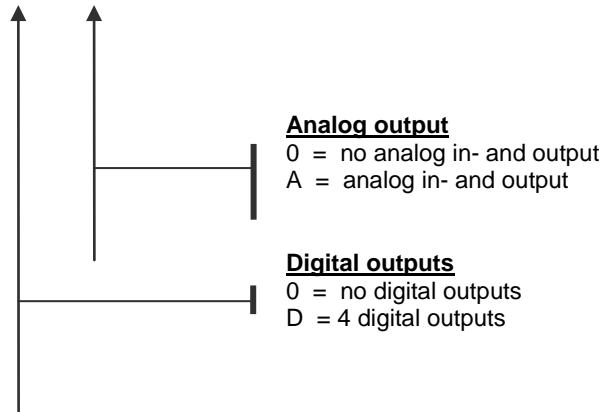 Analog output
0 = no analog in- and output
A = analog in- and output
Digital outputs
0 = no digital outputs
D = 4 digital outputs